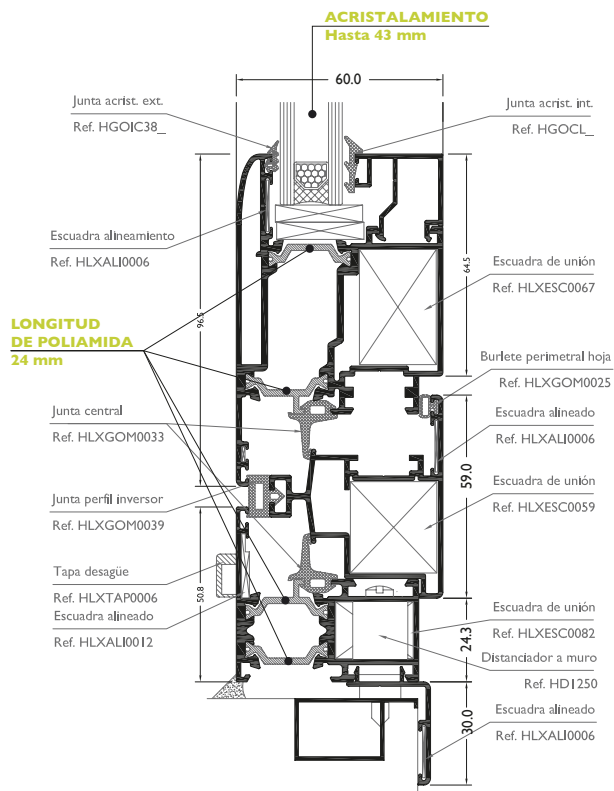 ACRISTALAMIENTO
Hasta 43 mm
60.0
Junta acrist. ext.
Ref. HGOIC38_
Junta acrist. int.
Ref. HGOCL_
Escuadra alineamiento
Ref. HLXALI0006
96.5
64.5
Escuadra de unión
Ref. HLXESC0067
LONGITUD
DE POLIAMIDA
24 mm
Burlete perimetral hoja
Ref. HLXGOM0025
Junta central
Ref. HLXGOM0033
Escuadra alineado
Ref. HLXALI0006
59.0
Junta perfil inversor
Ref. HLXGOM0039
Escuadra de unión
Ref. HLXESC0059
Tapa desagüe
Ref. HLXTAP0006
50.8
Escuadra alineado
Ref. HLXALI0012
Escuadra de unión
Ref. HLXESC0082
24.3
Distanciador a muro
Ref. HD1250
30.0
Escuadra alineado
Ref. HLXALI0006